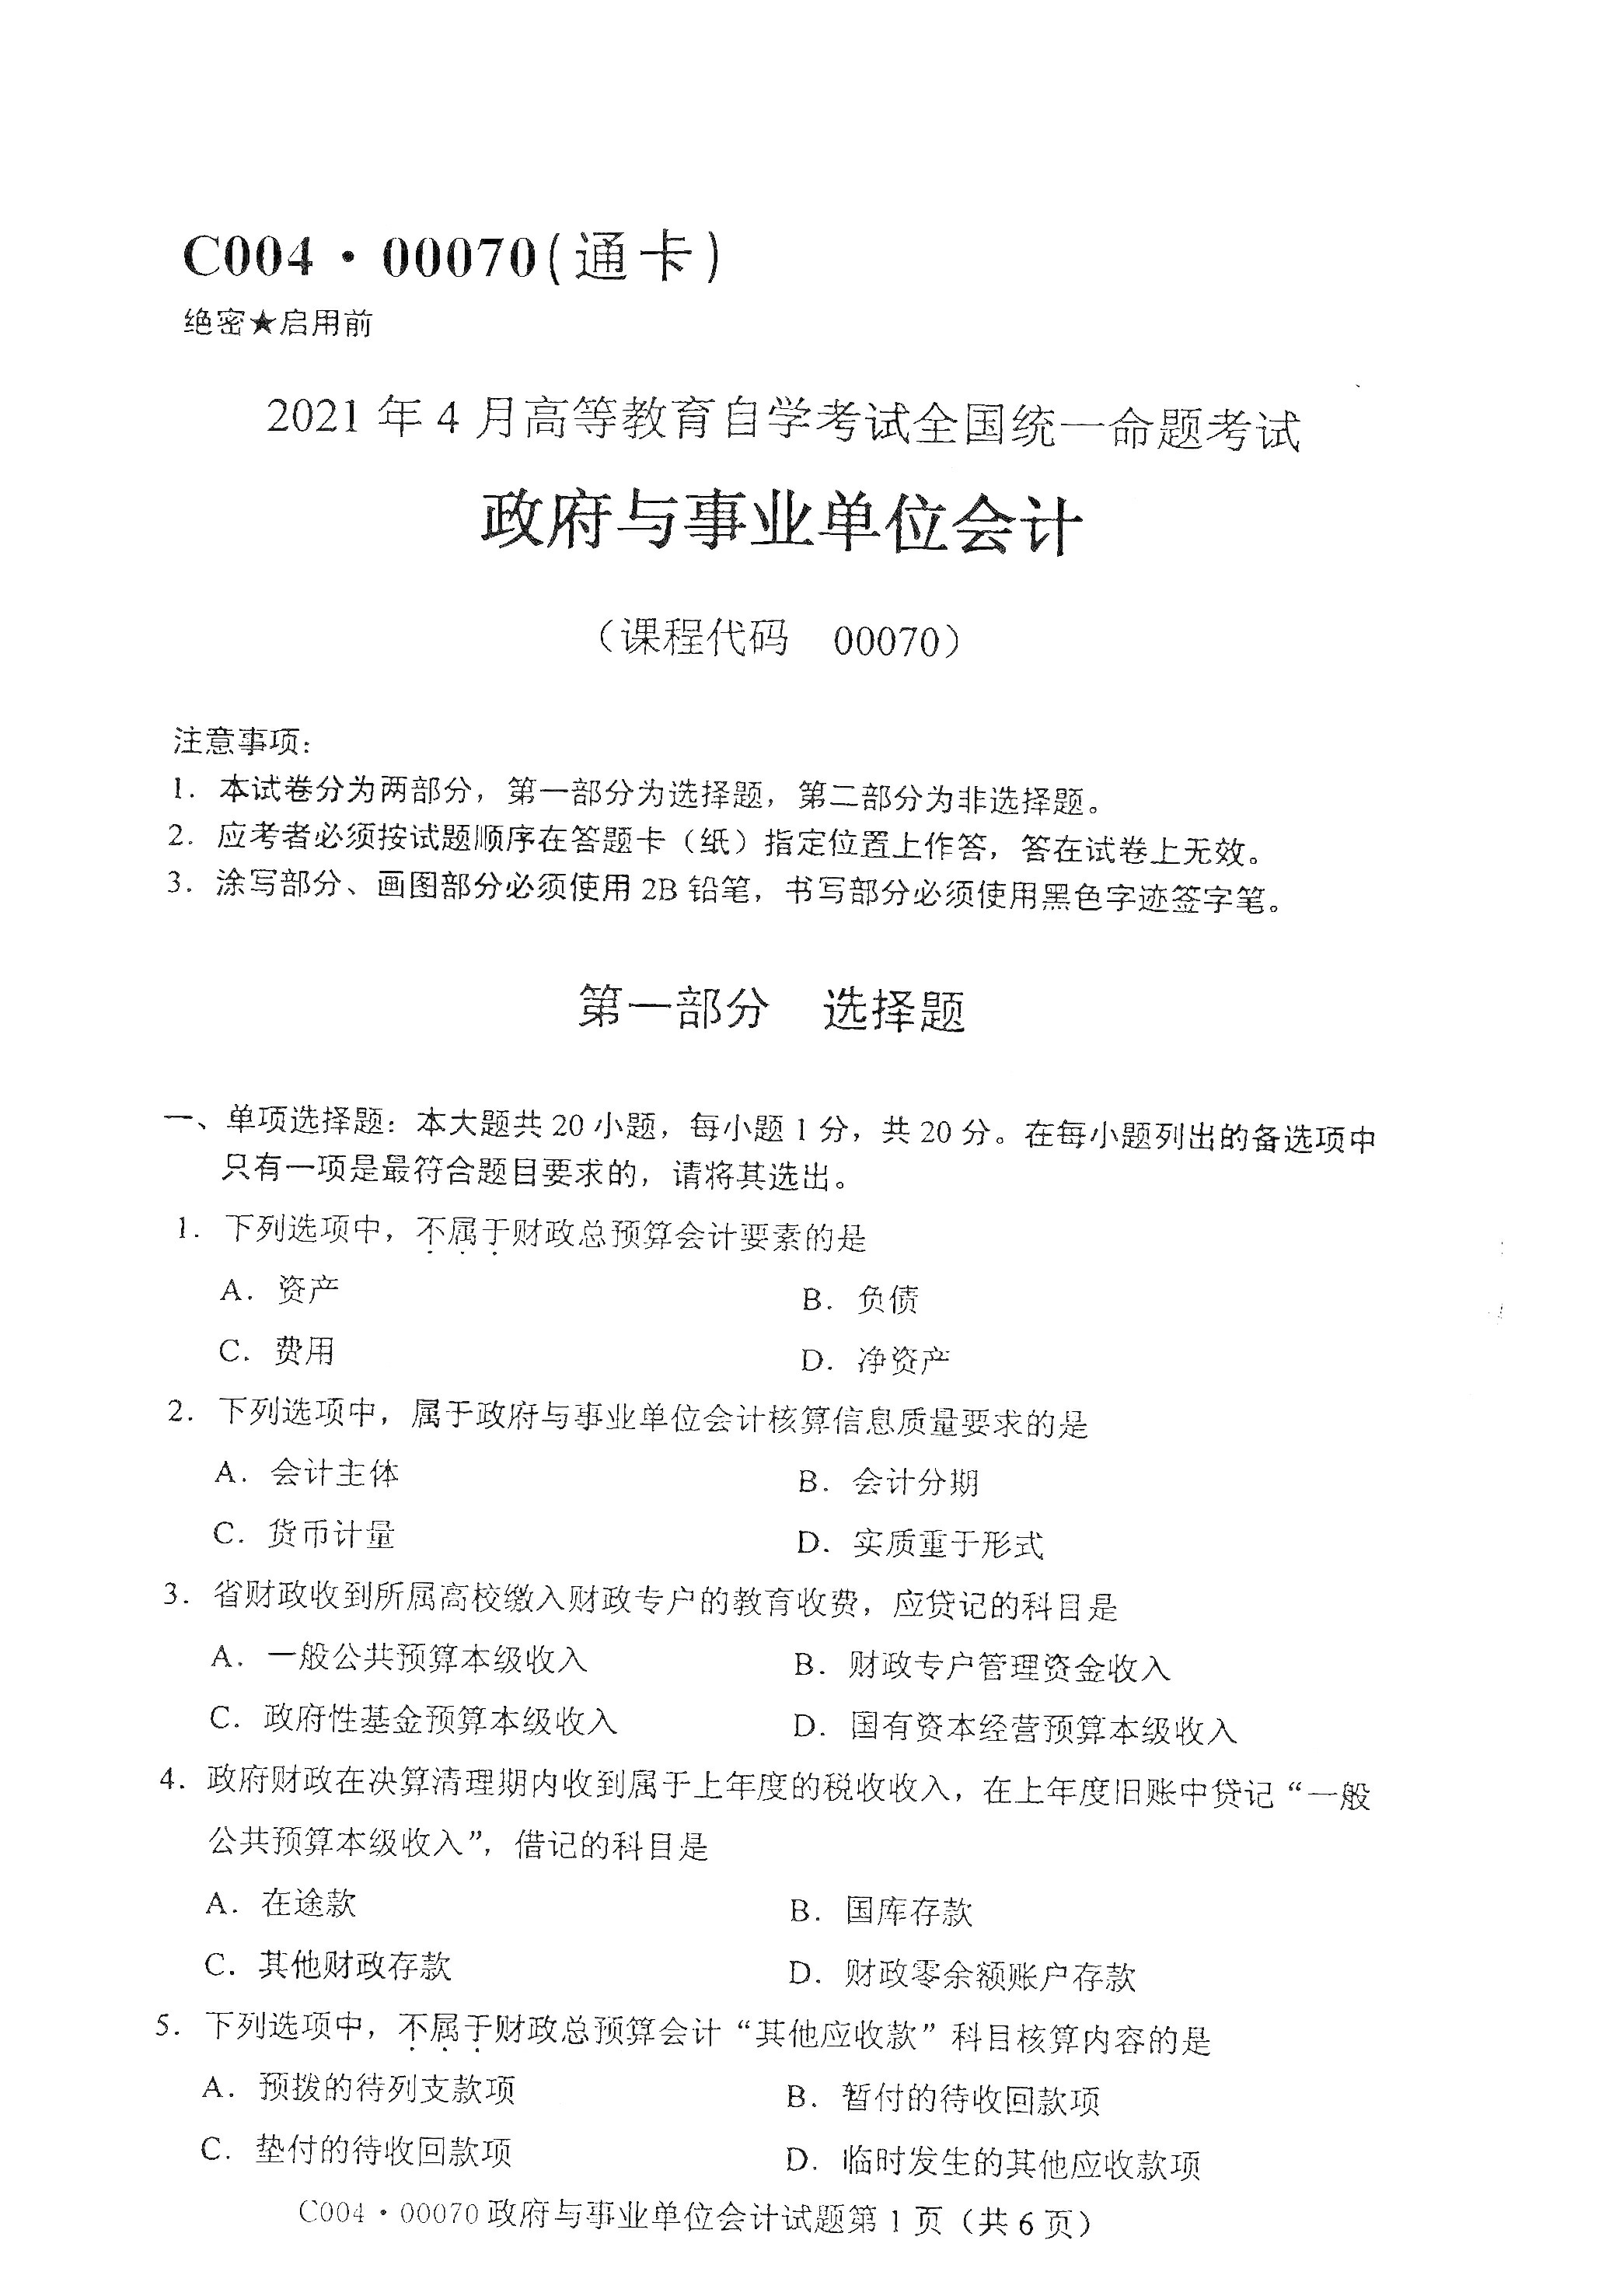 C004·00070(通卡)
绝密★启用前
2021 年 4 月高等教育自学考试全国统一命题考试
政府与事业单位会计
(课程代码 00070)
注意事项:
1. 本试卷分为两部分,第一部分为选择题,第二部分为非选择题。
2. 应考者必须按试题顺序在答题卡(纸)指定位置上作答,答在试卷上无效。
3. 涂写部分、画图部分必须使用 2B 铅笔,书写部分必须使用黑色字迹签字笔。
第一部分 选择题
一、单项选择题:本大题共 20 小题,每小题 1 分,共 20 分。在每小题列出的备选项中
只有一项是最符合题目要求的,请将其选出。
1. 下列选项中,不属于财政总预算会计要素的是
A. 资产 B. 负债
C. 费用 D. 净资产
2. 下列选项中,属于政府与事业单位会计核算信息质量要求的是
A. 会计主体 B. 会计分期
C. 货币计量 D. 实质重于形式
3. 省财政收到所属高校缴入财政专户的教育收费,应贷记的科目是
A. 一般公共预算本级收入 B. 财政专户管理资金收入
C. 政府性基金预算本级收入 D. 国有资本经营预算本级收入
4. 政府财政在决算清理期内收到属于上年度的税收收入,在上年度旧账中贷记“一般
公共预算本级收入”,借记的科目是
A. 在途款 B. 国库存款
C. 其他财政存款 D. 财政零余额账户存款
5. 下列选项中,不属于财政总预算会计“其他应收款”科目核算内容的是
A. 预拨的待列支款项 B. 暂付的待收回款项
C. 垫付的待收回款项 D. 临时发生的其他应收款项
C004·00070 政府与事业单位会计试题第 1 页(共 6 页)